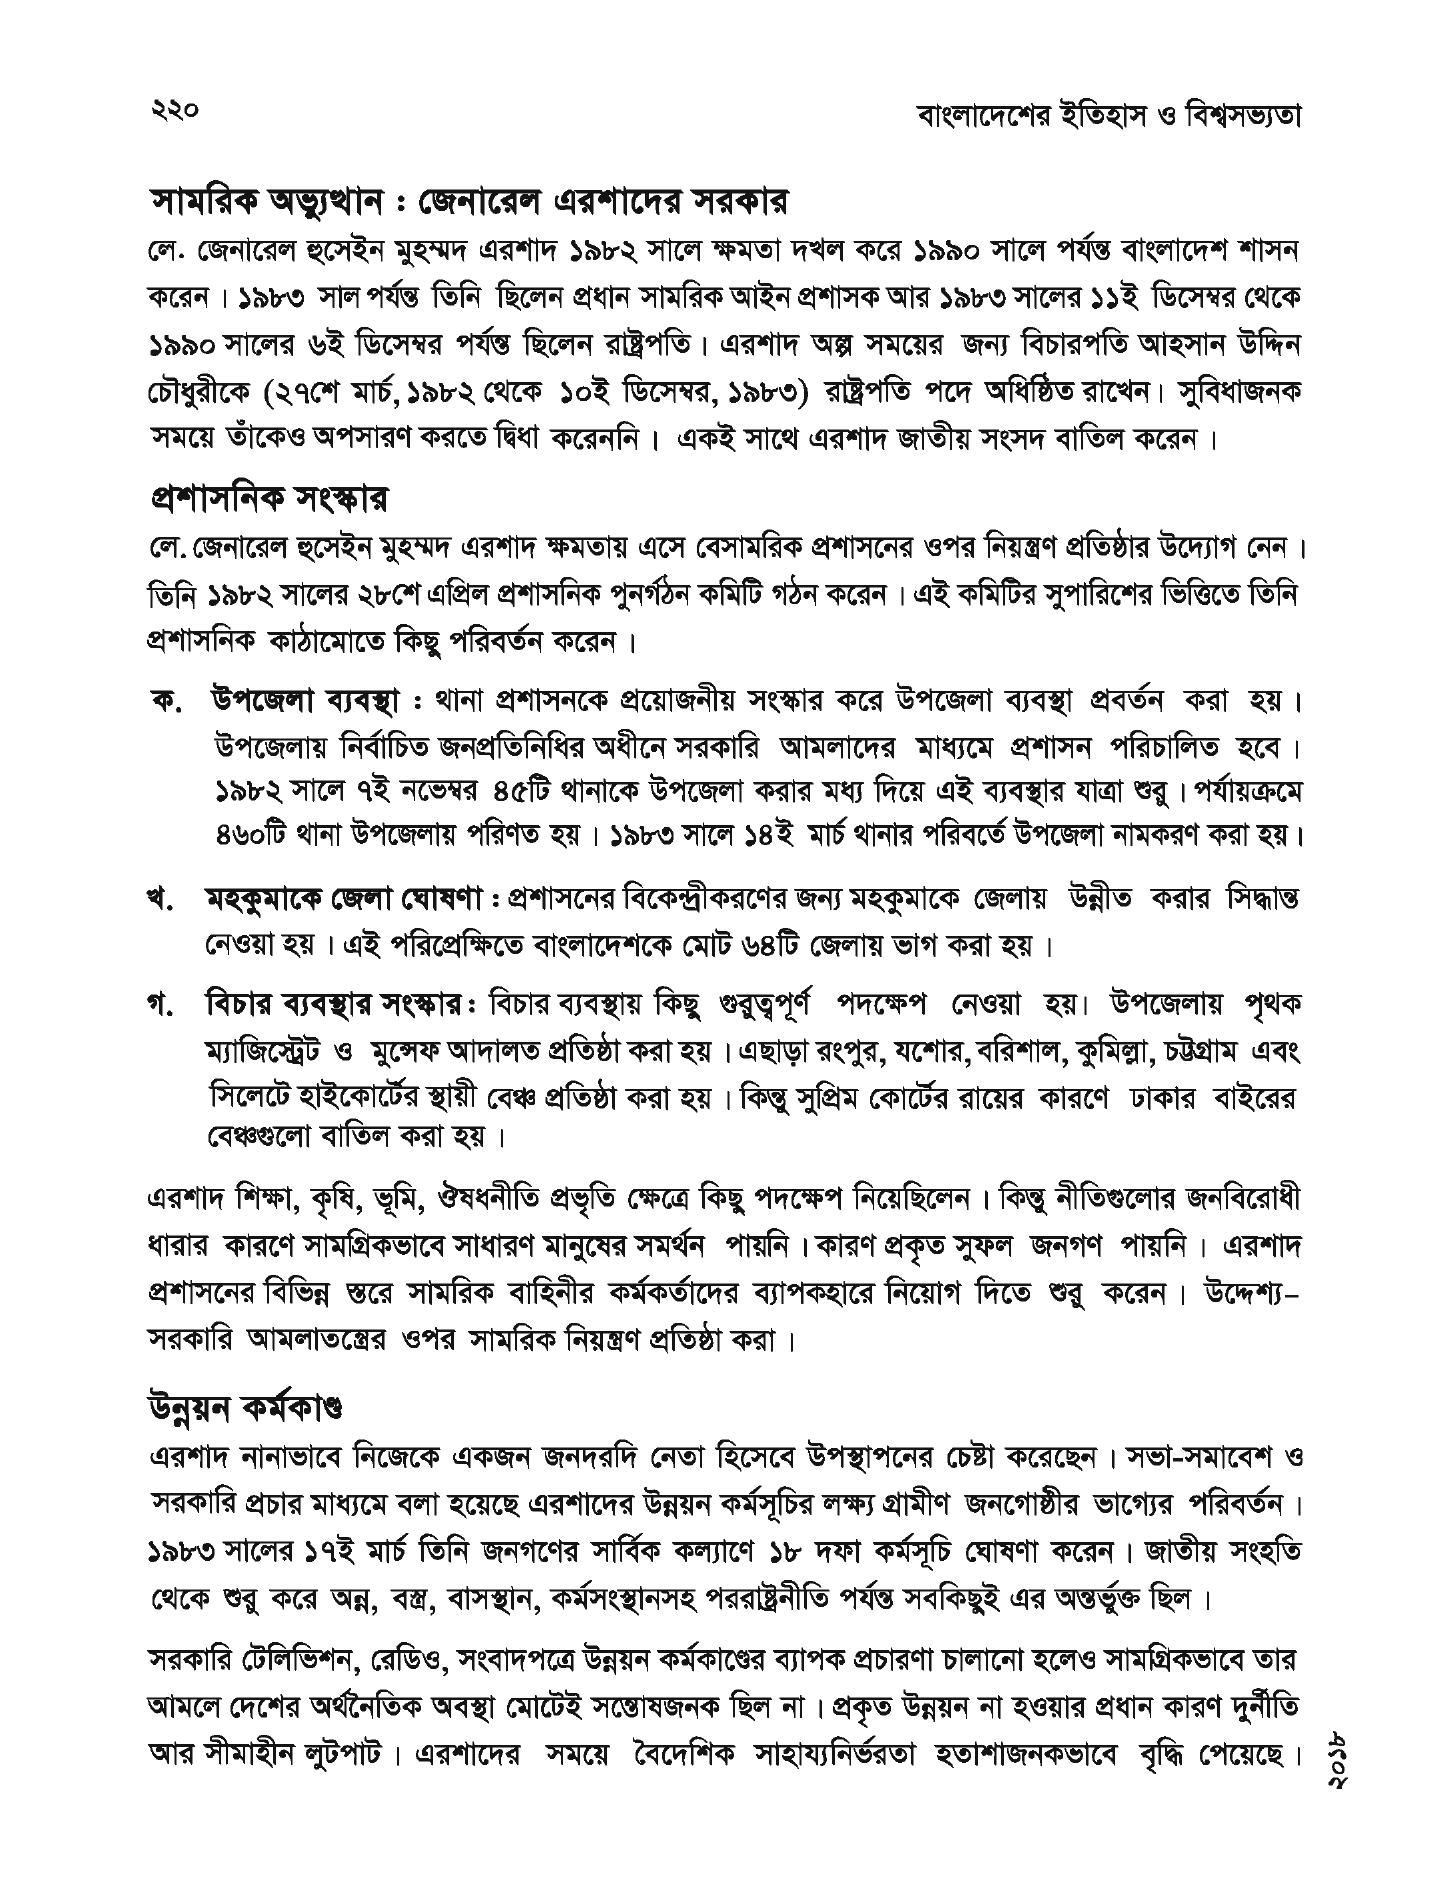 ২২০
বাংলাদেশের ইতিহাস ও বিশ্বসভ্যতা
সামরিক অভ্যুত্থান : জেনারেল এরশাদের সরকার
লে. জেনারেল হুসেইন মুহম্মদ এরশাদ ১৯৮২ সালে ক্ষমতা দখল করে ১৯৯০ সালে পর্যন্ত বাংলাদেশ শাসন
করেন। ১৯৮৩ সাল পর্যন্ত তিনি ছিলেন প্রধান সামরিক আইন প্রশাসক আর ১৯৮৩ সালের ১১ই ডিসেম্বর থেকে
১৯৯০ সালের ৬ই ডিসেম্বর পর্যন্ত ছিলেন রাষ্ট্রপতি। এরশাদ অল্প সময়ের জন্য বিচারপতি আহসান উদ্দিন
চৌধুরীকে (২৭শে মার্চ, ১৯৮২ থেকে ১০ই ডিসেম্বর, ১৯৮৩) রাষ্ট্রপতি পদে অধিষ্ঠিত রাখেন। সুবিধাজনক
সময়ে তাঁকেও অপসারণ করতে দ্বিধা করেননি। একই সাথে এরশাদ জাতীয় সংসদ বাতিল করেন।
প্রশাসনিক সংস্কার
লে. জেনারেল হুসেইন মুহম্মদ এরশাদ ক্ষমতায় এসে বেসামরিক প্রশাসনের ওপর নিয়ন্ত্রণ প্রতিষ্ঠার উদ্যোগ নেন।
তিনি ১৯৮২ সালের ২৮শে এপ্রিল প্রশাসনিক পুনর্গঠন কমিটি গঠন করেন। এই কমিটির সুপারিশের ভিত্তিতে তিনি
প্রশাসনিক কাঠামোতে কিছু পরিবর্তন করেন।
ক. উপজেলা ব্যবস্থা : থানা প্রশাসনকে প্রয়োজনীয় সংস্কার করে উপজেলা ব্যবস্থা প্রবর্তন করা হয়।
উপজেলায় নির্বাচিত জনপ্রতিনিধির অধীনে সরকারি আমলাদের মাধ্যমে প্রশাসন পরিচালিত হবে।
১৯৮২ সালে ৭ই নভেম্বর ৪৫টি থানাকে উপজেলা করার মধ্য দিয়ে এই ব্যবস্থার যাত্রা শুরু। পর্যায়ক্রমে
৪৬০টি থানা উপজেলায় পরিণত হয়। ১৯৮৩ সালে ১৪ই মার্চ থানার পরিবর্তে উপজেলা নামকরণ করা হয়।
খ. মহকুমাকে জেলা ঘোষণা : প্রশাসনের বিকেন্দ্রীকরণের জন্য মহকুমাকে জেলায় উন্নীত করার সিদ্ধান্ত
নেওয়া হয়। এই পরিপ্রেক্ষিতে বাংলাদেশকে মোট ৬৪টি জেলায় ভাগ করা হয়।
গ. বিচার ব্যবস্থার সংস্কার : বিচার ব্যবস্থায় কিছু গুরুত্বপূর্ণ পদক্ষেপ নেওয়া হয়। উপজেলায় পৃথক
ম্যাজিস্ট্রেট ও মুন্সেফ আদালত প্রতিষ্ঠা করা হয়। এছাড়া রংপুর, যশোর, বরিশাল, কুমিল্লা, চট্টগ্রাম এবং
সিলেটে হাইকোর্টের স্থায়ী বেঞ্চ প্রতিষ্ঠা করা হয়। কিন্তু সুপ্রিম কোর্টের রায়ের কারণে ঢাকার বাইরের
বেঞ্চগুলো বাতিল করা হয়।
এরশাদ শিক্ষা, কৃষি, ভূমি, ঔষধনীতি প্রভৃতি ক্ষেত্রে কিছু পদক্ষেপ নিয়েছিলেন। কিন্তু নীতিগুলোর জনবিরোধী
ধারার কারণে সামগ্রিকভাবে সাধারণ মানুষের সমর্থন পায়নি। কারণ প্রকৃত সুফল জনগণ পায়নি। এরশাদ
প্রশাসনের বিভিন্ন স্তরে সামরিক বাহিনীর কর্মকর্তাদের ব্যাপকহারে নিয়োগ দিতে শুরু করেন। উদ্দেশ্য–
সরকারি আমলাতন্ত্রের ওপর সামরিক নিয়ন্ত্রণ প্রতিষ্ঠা করা।
উন্নয়ন কর্মকাণ্ড
এরশাদ নানাভাবে নিজেকে একজন জনদরদি নেতা হিসেবে উপস্থাপনের চেষ্টা করেছেন। সভা-সমাবেশ ও
সরকারি প্রচার মাধ্যমে বলা হয়েছে এরশাদের উন্নয়ন কর্মসূচির লক্ষ্য গ্রামীণ জনগোষ্ঠীর ভাগ্যের পরিবর্তন।
১৯৮৩ সালের ১৭ই মার্চ তিনি জনগণের সার্বিক কল্যাণে ১৮ দফা কর্মসূচি ঘোষণা করেন। জাতীয় সংহতি
থেকে শুরু করে অন্ন, বস্ত্র, বাসস্থান, কর্মসংস্থানসহ পররাষ্ট্রনীতি পর্যন্ত সবকিছুই এর অন্তর্ভুক্ত ছিল।
সরকারি টেলিভিশন, রেডিও, সংবাদপত্রে উন্নয়ন কর্মকাণ্ডের ব্যাপক প্রচারণা চালানো হলেও সামগ্রিকভাবে তার
আমলে দেশের অর্থনৈতিক অবস্থা মোটেই সন্তোষজনক ছিল না। প্রকৃত উন্নয়ন না হওয়ার প্রধান কারণ দুর্নীতি
আর সীমাহীন লুটপাট। এরশাদের সময়ে বৈদেশিক সাহায্যনির্ভরতা হতাশাজনকভাবে বৃদ্ধি পেয়েছে।
২০১৮